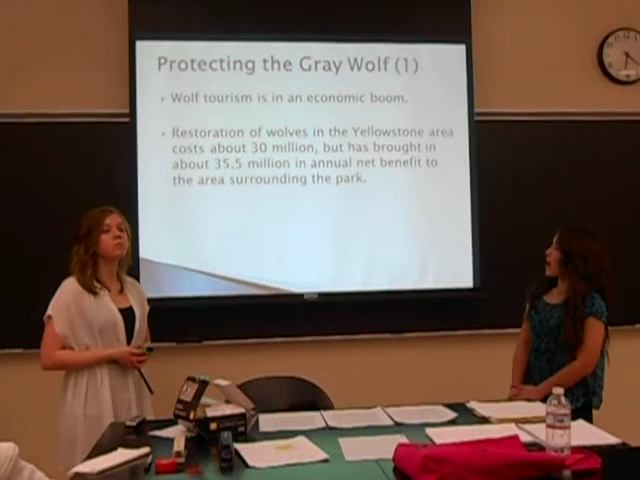 Protecting the Gray Wolf (1)
Wolf tourism is in an economic boom.
Restoration of wolves in the Yellowstone area
costs about 30 million, but has brought in
about 35.5 million in annual net benefit to
the area surrounding the park.